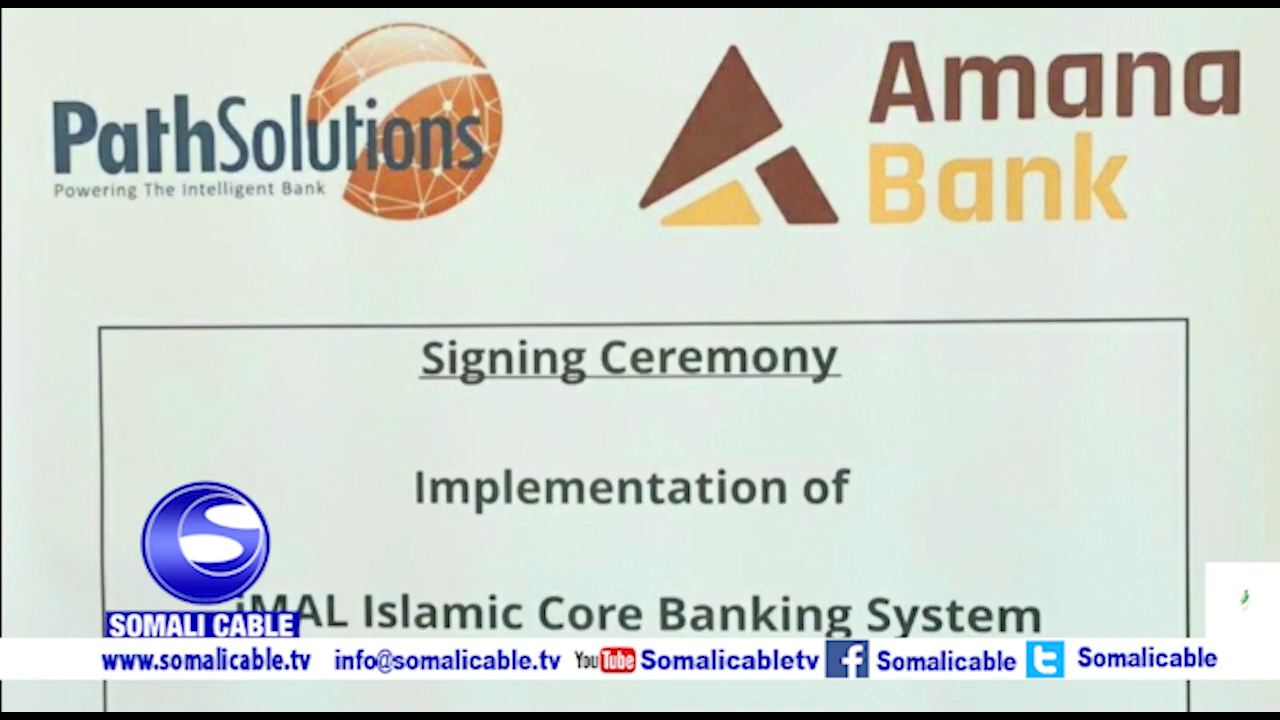 PathSolutions
Powering The Intelligent Bank
Amana
Bank
Signing Ceremony
Implementation of
iMAL Islamic Core Banking System
SOMALI CABLE
www.somalicable.tv info@somalicable.tv YouTube Somalicabletv f Somalicable t Somalicable